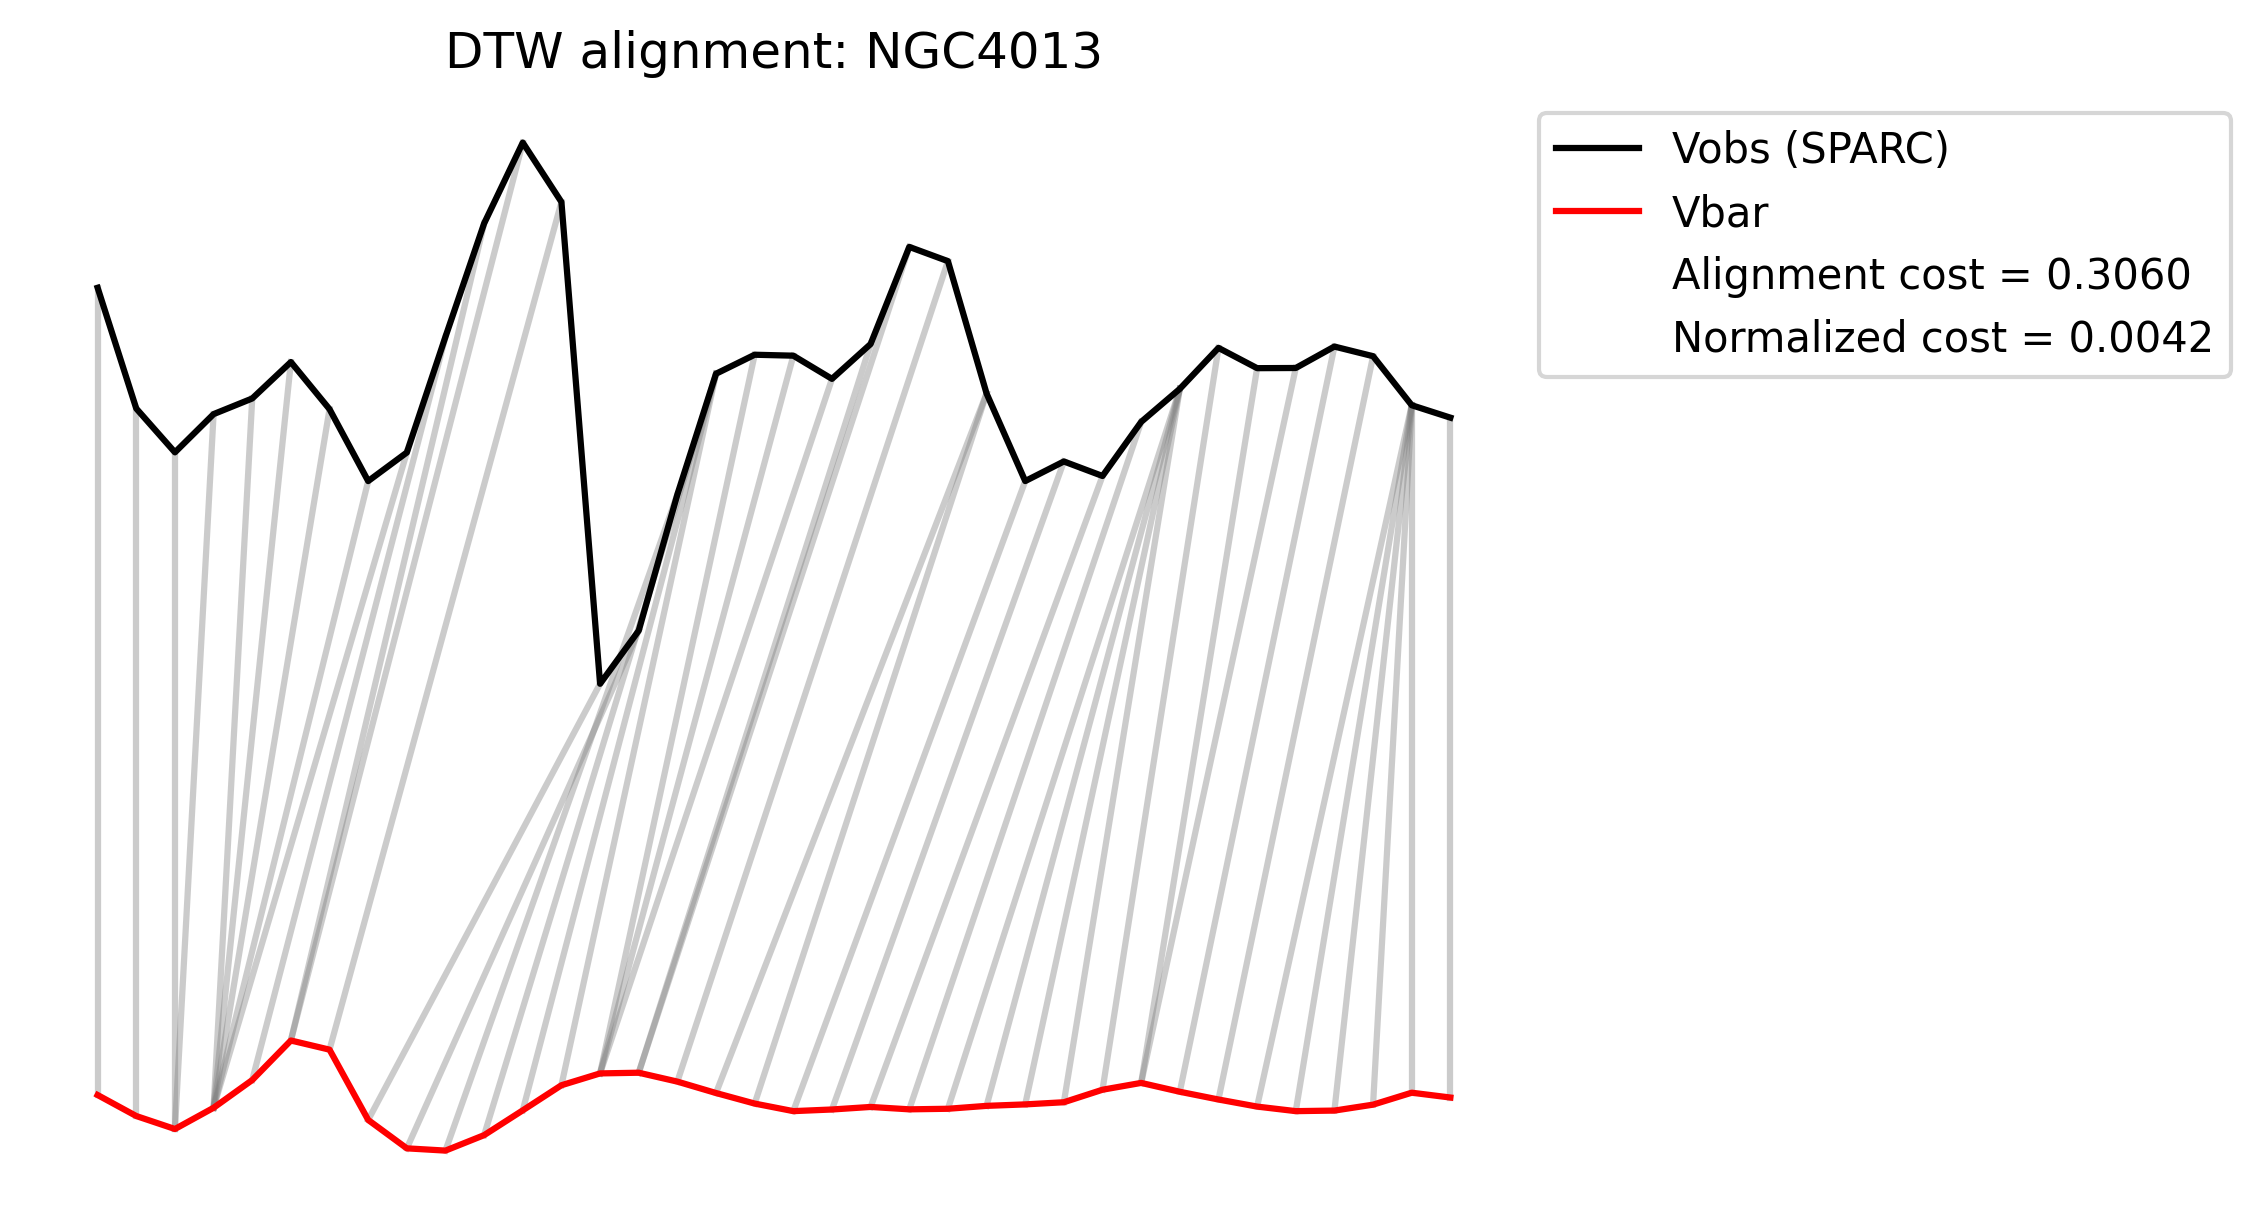 DTW alignment: NGC4013
Vobs (SPARC)
Vbar
Alignment cost = 0.3060
Normalized cost = 0.0042